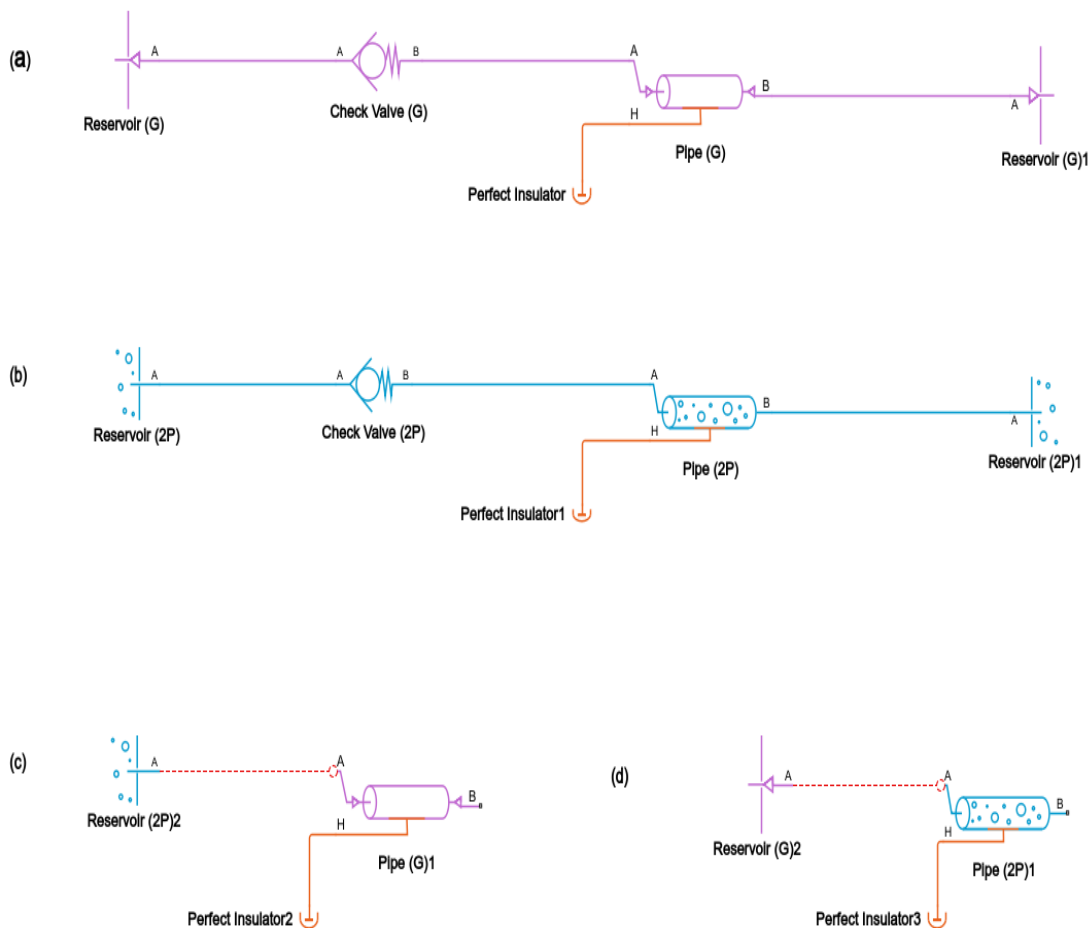 (a)
A
A
B
A
B
A
H
Reservoir (G)
Check Valve (G)
Pipe (G)
Reservoir (G)1
Perfect Insulator
(b)
A
A
B
A
B
A
H
Reservoir (2P)
Check Valve (2P)
Pipe (2P)
Reservoir (2P)1
Perfect Insulator1
(c)
A
A
B
H
Reservoir (2P)2
Pipe (G)1
Perfect Insulator2
(d)
A
A
B
H
Reservoir (G)2
Pipe (2P)1
Perfect Insulator3